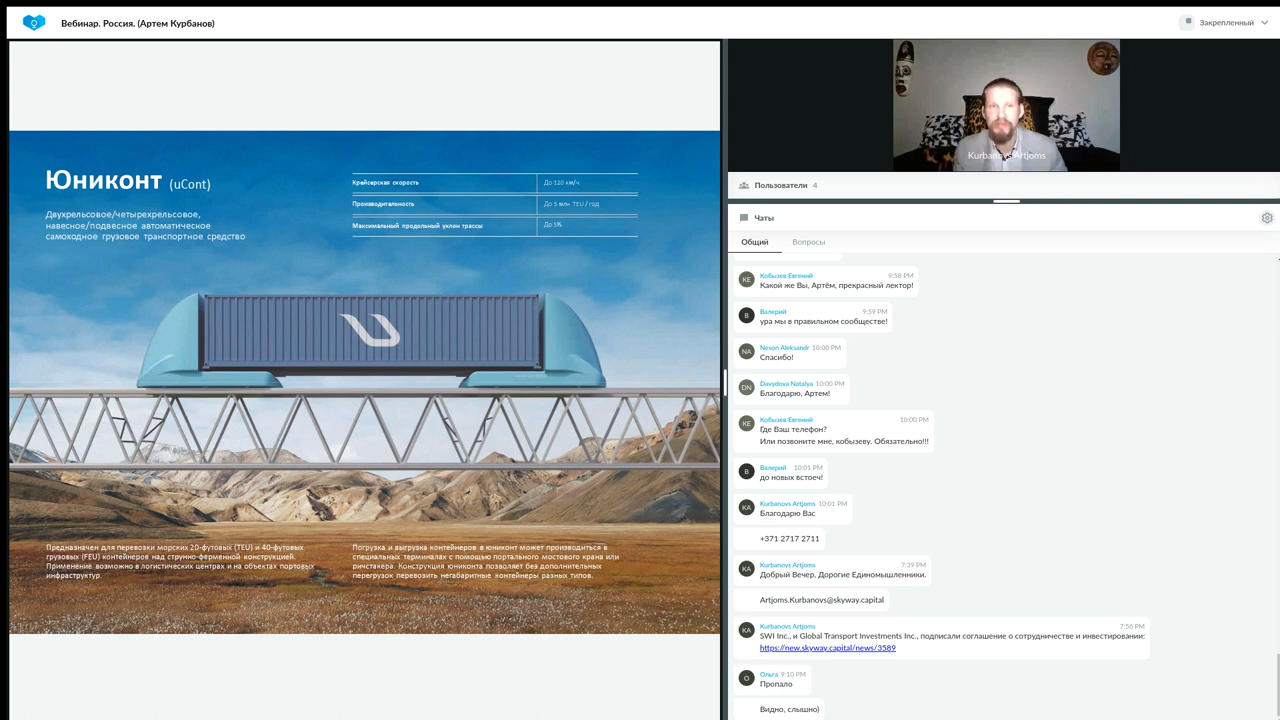 Вебинар. Россия. (Артем Курбанов)
Закрепленный
Юниконт (uCont)
Двухрельсовое/четырехрельсовое,
навесное/подвесное автоматическое
самоходное грузовое транспортное средство
Крейсерская скорость
До 120 км/ч
Производительность
До 5 млн TEU / год
Максимальный продольный уклон трассы
До 5%
Предназначен для перевозки морских 20-футовых (TEU) и 40-футовых
грузовых (FEU) контейнеров над струнно-ферменной конструкцией.
Применение возможно в логистических центрах и на объектах портовых
инфраструктур.
Погрузка и выгрузка контейнеров в юниконт может производиться в
специальных терминалах с помощью портального мостового крана или
ричстакера. Конструкция юниконта позволяет без дополнительных
перегрузок перевозить негабаритные контейнеры разных типов.
Kurbanovs Artjoms
Пользователи 4
Чаты
Общий
Вопросы
KE
Кобызев Евгений 9:58 PM
Какой же Вы, Артём, прекрасный лектор!
В
Валерий 9:59 PM
ура мы в правильном сообществе!
NA
Nexon Aleksandr 10:00 PM
Спасибо!
DN
Davydova Natalya 10:00 PM
Благодарю, Артем!
KE
Кобызев Евгений 10:00 PM
Где Ваш телефон?
Или позвоните мне, кобызеву. Обязательно!!!
В
Валерий 10:01 PM
до новых встоеч!
KA
Kurbanovs Artjoms 10:01 PM
Благодарю Вас
+371 2717 2711
KA
Kurbanovs Artjoms 7:39 PM
Добрый Вечер, Дорогие Единомышленники.
Artjoms.Kurbanovs@skyway.capital
KA
Kurbanovs Artjoms 7:56 PM
SWI Inc., и Global Transport Investments Inc., подписали соглашение о сотрудничестве и инвестировании:
https://new.skyway.capital/news/3589
О
Ольга 9:10 PM
Пропало
Видно, слышно)